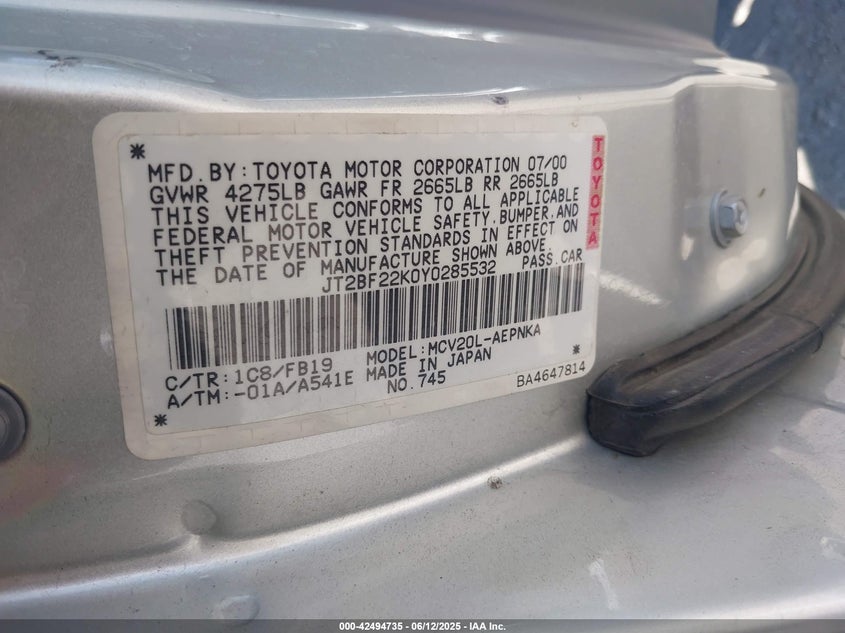 MFD. BY: TOYOTA MOTOR CORPORATION 07/00
GVWR 4275LB GAWR FR 2665LB RR 2665LB
THIS VEHICLE CONFORMS TO ALL APPLICABLE
FEDERAL MOTOR VEHICLE SAFETY, BUMPER, AND
THEFT PREVENTION STANDARDS IN EFFECT ON
THE DATE OF MANUFACTURE SHOWN ABOVE.
JT2BF22K0Y0285532 PASS. CAR
TOYOTA
C/TR: 1C8/FB19 MODEL: MCV20L-AEPNKA
A/TM: -01A/A541E MADE IN JAPAN
NO. 745 BA4647814
000-42494735 - 06/12/2025 - IAA Inc.